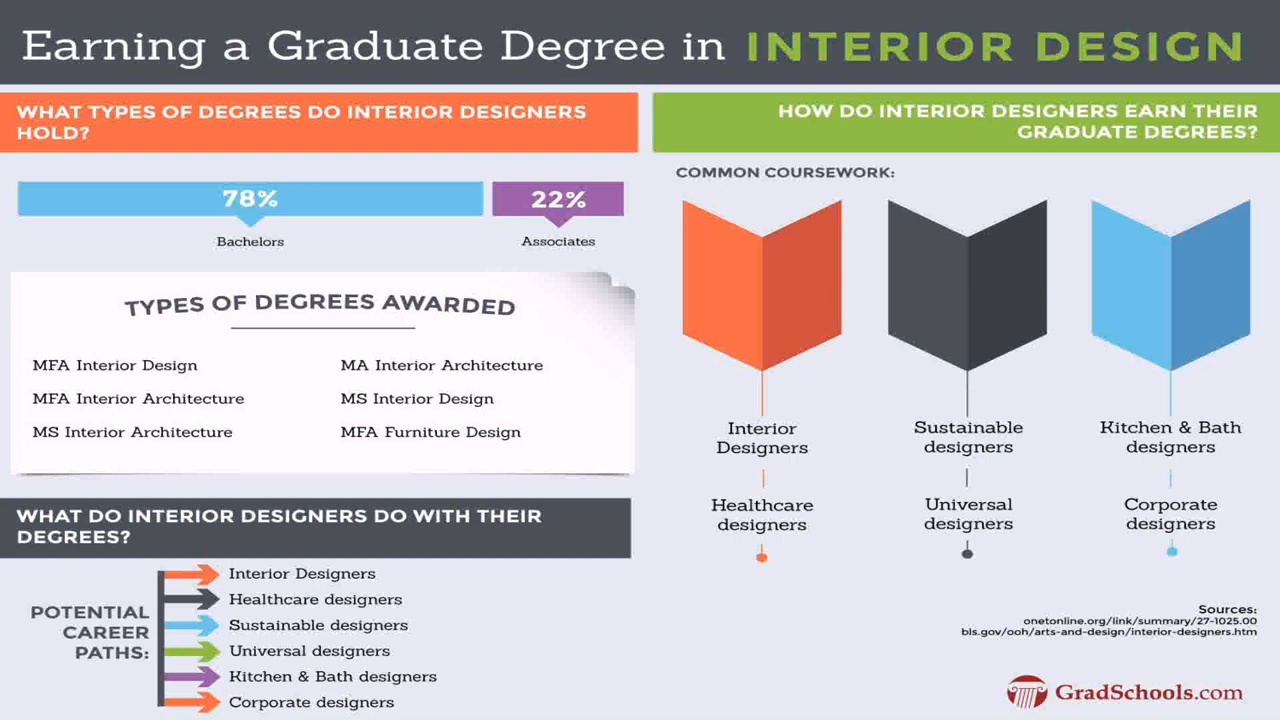 Earning a Graduate Degree in INTERIOR DESIGN
WHAT TYPES OF DEGREES DO INTERIOR DESIGNERS
HOLD?
78%
22%
Bachelors
Associates
TYPES OF DEGREES AWARDED
MFA Interior Design
MFA Interior Architecture
MS Interior Architecture
MA Interior Architecture
MS Interior Design
MFA Furniture Design
WHAT DO INTERIOR DESIGNERS DO WITH THEIR
DEGREES?
POTENTIAL
CAREER
PATHS:
Interior Designers
Healthcare designers
Sustainable designers
Universal designers
Kitchen & Bath designers
Corporate designers
HOW DO INTERIOR DESIGNERS EARN THEIR
GRADUATE DEGREES?
COMMON COURSEWORK:
Interior
Designers
Healthcare
designers
Sustainable
designers
Universal
designers
Kitchen & Bath
designers
Corporate
designers
Sources:
onetonline.org/link/summary/27-1025.00
bls.gov/ooh/arts-and-design/interior-designers.htm
GradSchools.com